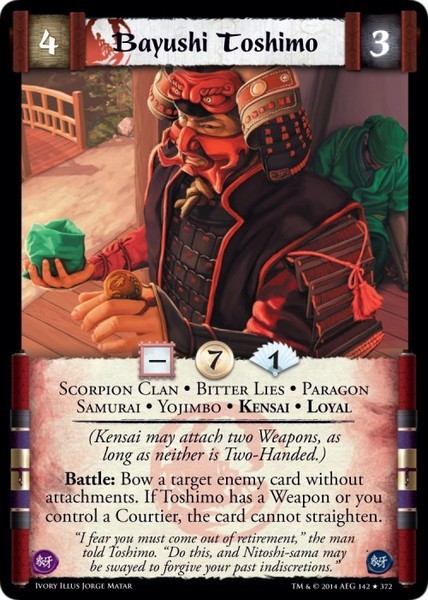 4 Bayushi Toshimo 3
– 7 1
Scorpion Clan • Bitter Lies • Paragon
Samurai • Yojimbo • Kensai • Loyal
(Kensai may attach two Weapons, as
long as neither is Two-Handed.)
Battle: Bow a target enemy card without
attachments. If Toshimo has a Weapon or you
control a Courtier, the card cannot straighten.
“I fear you must come out of retirement,” the man
told Toshimo. “Do this, and Nitoshi-sama may
be swayed to forgive your past indiscretions.”
Ivory Illus Jorge Matar TM & © 2014 AEG 142 ★ 372